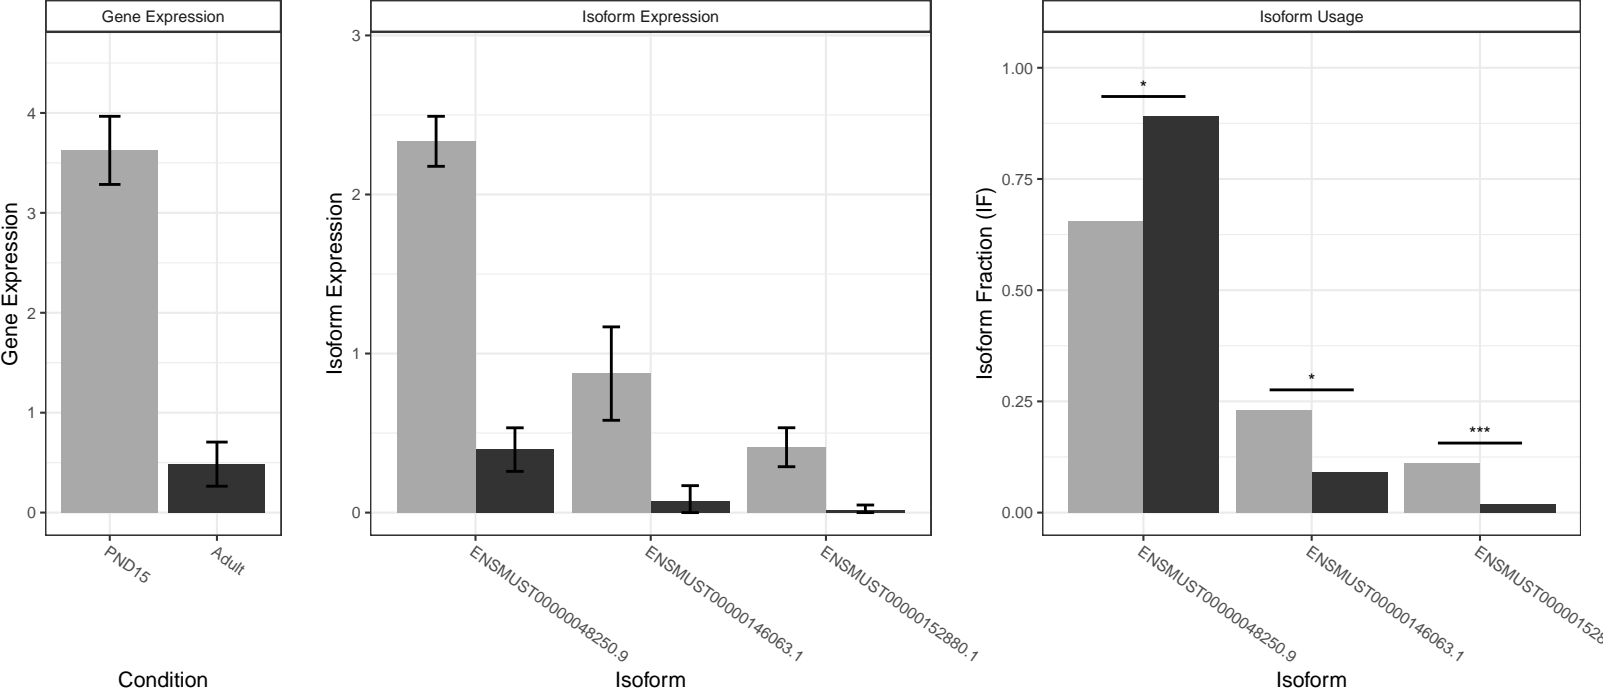 Gene Expression
Gene Expression
4
3
2
1
0
PND15
Adult
Condition
Isoform Expression
Isoform Expression
3
2
1
0
ENSMUST00000048250.9
ENSMUST00000146063.1
ENSMUST00000152880.1
Isoform
Isoform Usage
Isoform Fraction (IF)
1.00
0.75
0.50
0.25
0.00
*
*
***
ENSMUST00000048250.9
ENSMUST00000146063.1
ENSMUST000001528
Isoform